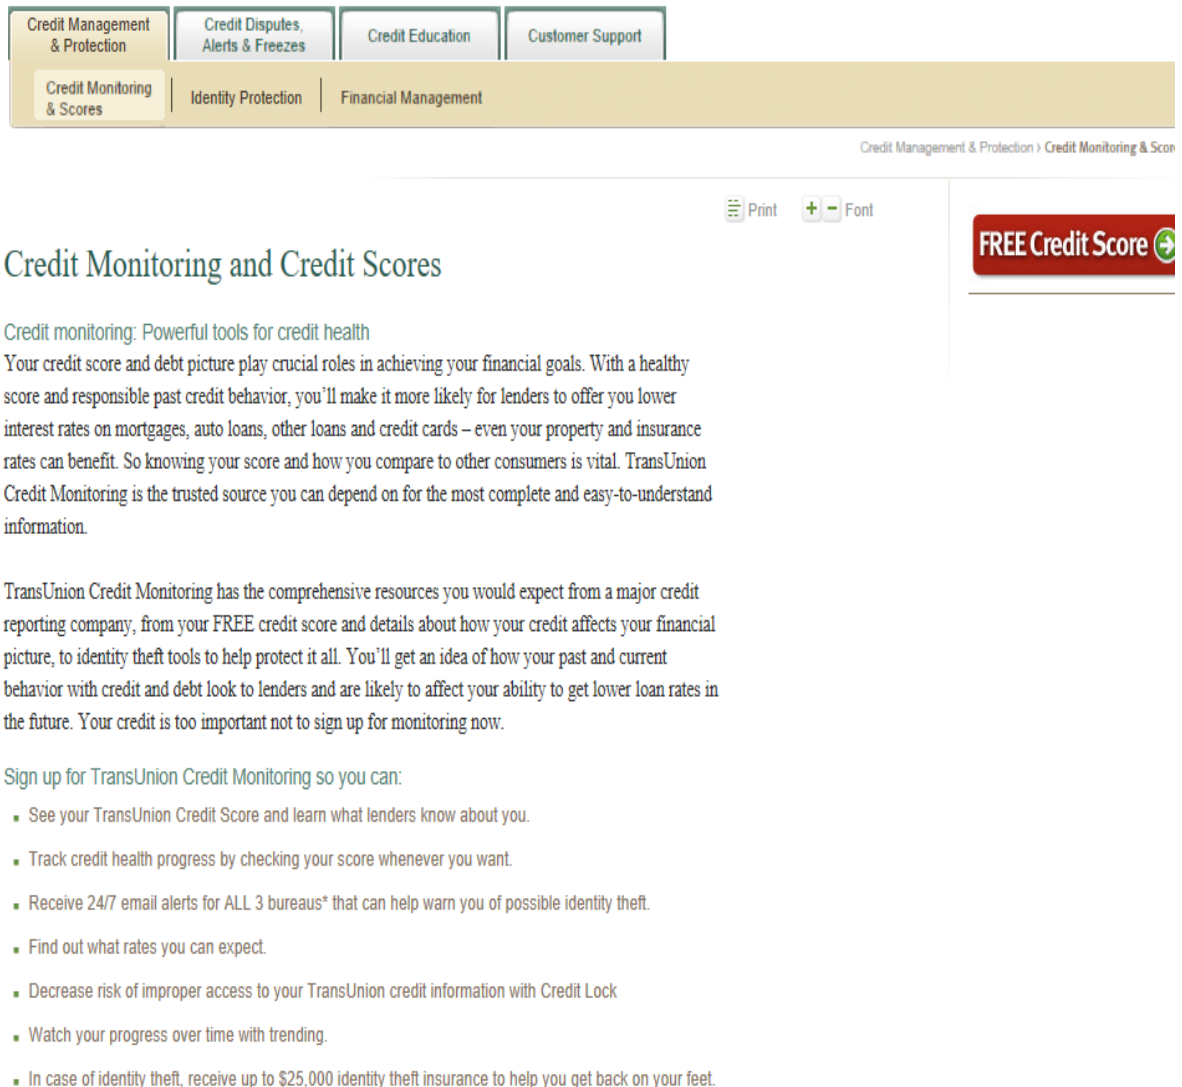 Credit Management
& Protection
Credit Disputes,
Alerts & Freezes
Credit Education
Customer Support
Credit Monitoring
& Scores
Identity Protection
Financial Management
Credit Management & Protection › Credit Monitoring & Scor
Print
Font
FREE Credit Score
Credit Monitoring and Credit Scores
Credit monitoring: Powerful tools for credit health
Your credit score and debt picture play crucial roles in achieving your financial goals. With a healthy
score and responsible past credit behavior, you'll make it more likely for lenders to offer you lower
interest rates on mortgages, auto loans, other loans and credit cards – even your property and insurance
rates can benefit. So knowing your score and how you compare to other consumers is vital. TransUnion
Credit Monitoring is the trusted source you can depend on for the most complete and easy-to-understand
information.
TransUnion Credit Monitoring has the comprehensive resources you would expect from a major credit
reporting company, from your FREE credit score and details about how your credit affects your financial
picture, to identity theft tools to help protect it all. You'll get an idea of how your past and current
behavior with credit and debt look to lenders and are likely to affect your ability to get lower loan rates in
the future. Your credit is too important not to sign up for monitoring now.
Sign up for TransUnion Credit Monitoring so you can:
See your TransUnion Credit Score and learn what lenders know about you.
Track credit health progress by checking your score whenever you want.
Receive 24/7 email alerts for ALL 3 bureaus* that can help warn you of possible identity theft.
Find out what rates you can expect.
Decrease risk of improper access to your TransUnion credit information with Credit Lock
Watch your progress over time with trending.
In case of identity theft, receive up to $25,000 identity theft insurance to help you get back on your feet.